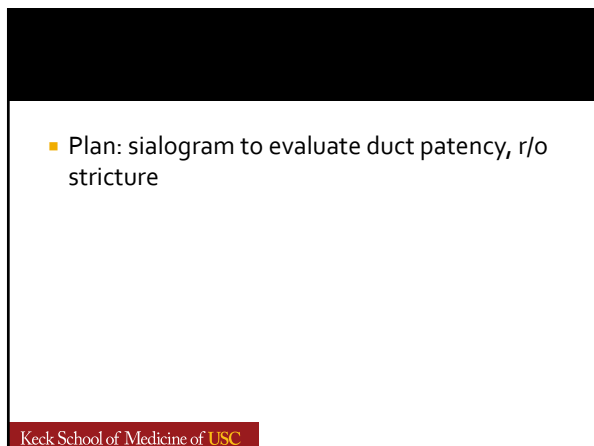 Plan: sialogram to evaluate duct patency, r/o
stricture
Keck School of Medicine of USC